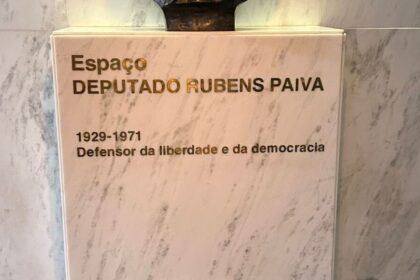 Espaço
DEPUTADO RUBENS PAIVA
1929-1971
Defensor da liberdade e da democracia